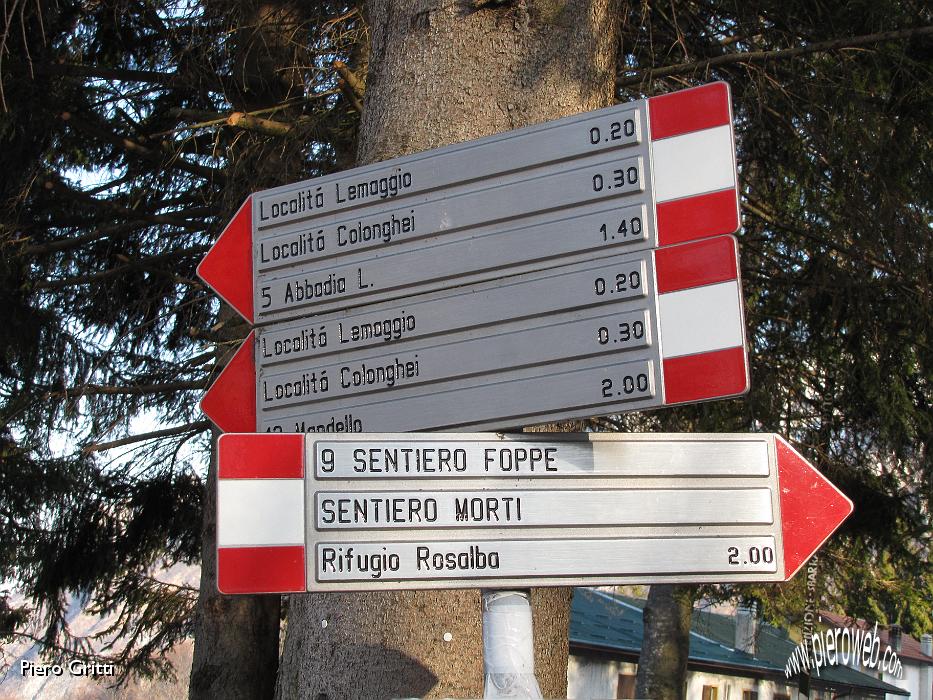 Localitá Lemaggio 0.20
Localitá Colonghei 0.30
5 Abbadia L. 1.40
Localitá Lemaggio 0.20
Localitá Colonghei 0.30
Mandello 2.00
9 SENTIERO FOPPE
SENTIERO MORTI
Rifugio Rosalba 2.00
Piero Gritti
www.pieroweb.com